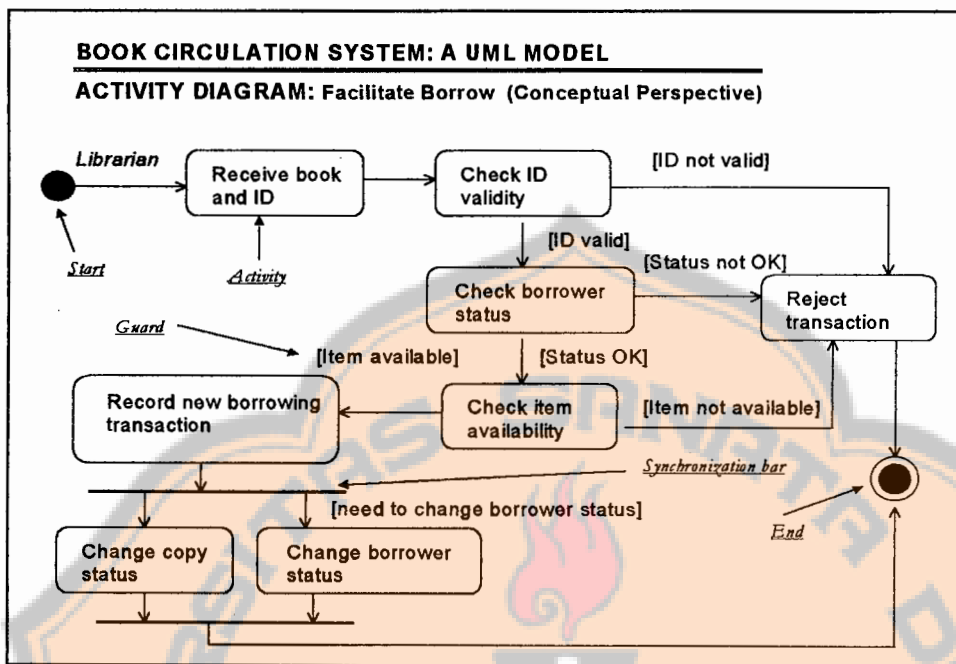 BOOK CIRCULATION SYSTEM: A UML MODEL
ACTIVITY DIAGRAM: Facilitate Borrow (Conceptual Perspective)
Librarian
Receive book
and ID
Check ID
validity
[ID not valid]
Start
Activity
[ID valid]
[Status not OK]
Check borrower
status
Reject
transaction
Guard
[Item available]
[Status OK]
Record new borrowing
transaction
Check item
availability
[Item not available]
Synchronization bar
[need to change borrower status]
End
Change copy
status
Change borrower
status
SITAS SANATA D